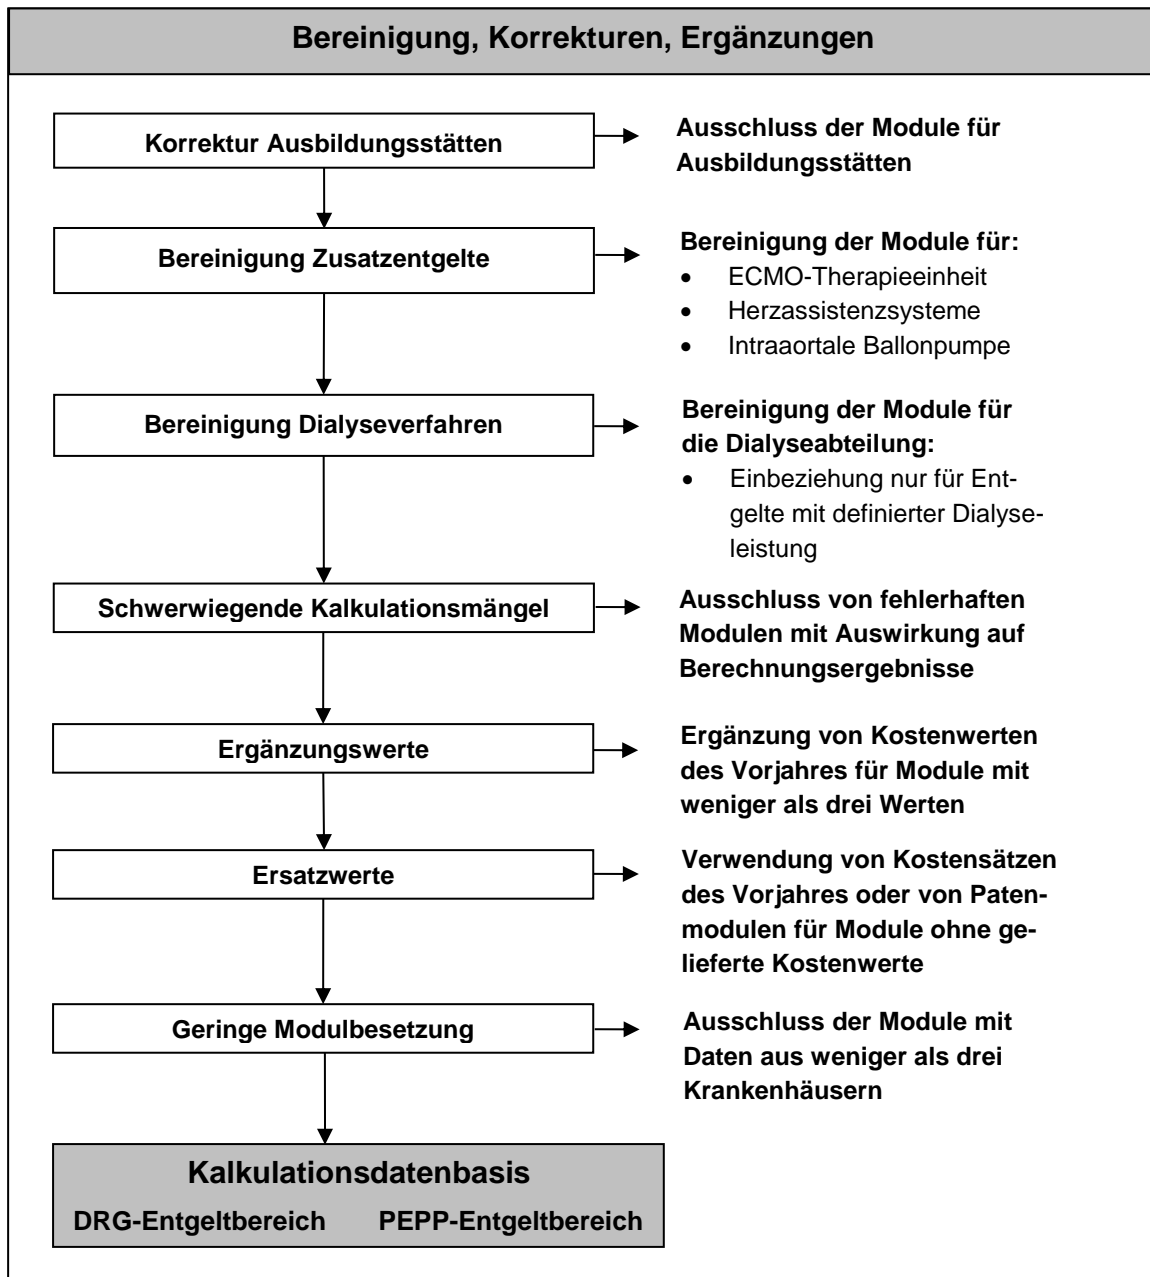 Bereinigung, Korrekturen, Ergänzungen
Korrektur Ausbildungsstätten
Ausschluss der Module für
Ausbildungsstätten
Bereinigung Zusatzentgelte
Bereinigung der Module für:
• ECMO-Therapieeinheit
• Herzassistenzsysteme
• Intraaortale Ballonpumpe
Bereinigung Dialyseverfahren
Bereinigung der Module für
die Dialyseabteilung:
• Einbeziehung nur für Ent-
gelte mit definierter Dialyse-
leistung
Schwerwiegende Kalkulationsmängel
Ausschluss von fehlerhaften
Modulen mit Auswirkung auf
Berechnungsergebnisse
Ergänzungswerte
Ergänzung von Kostenwerten
des Vorjahres für Module mit
weniger als drei Werten
Ersatzwerte
Verwendung von Kostensätzen
des Vorjahres oder von Paten-
modulen für Module ohne ge-
lieferte Kostenwerte
Geringe Modulbesetzung
Ausschluss der Module mit
Daten aus weniger als drei
Krankenhäusern
Kalkulationsdatenbasis
DRG-Entgeltbereich PEPP-Entgeltbereich